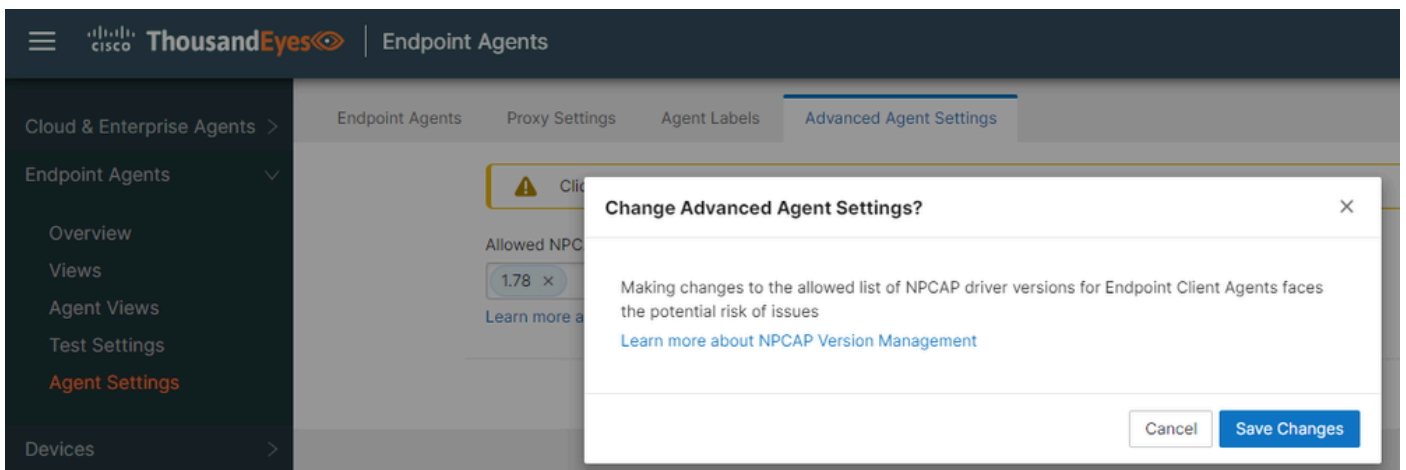 cisco ThousandEyes Endpoint Agents
Cloud & Enterprise Agents >
Endpoint Agents
Overview
Views
Agent Views
Test Settings
Agent Settings
Devices >
Endpoint Agents Proxy Settings Agent Labels Advanced Agent Settings
Allowed NPC
1.78 ×
Learn more
Change Advanced Agent Settings? ×
Making changes to the allowed list of NPCAP driver versions for Endpoint Client Agents faces
the potential risk of issues
Learn more about NPCAP Version Management
Cancel Save Changes